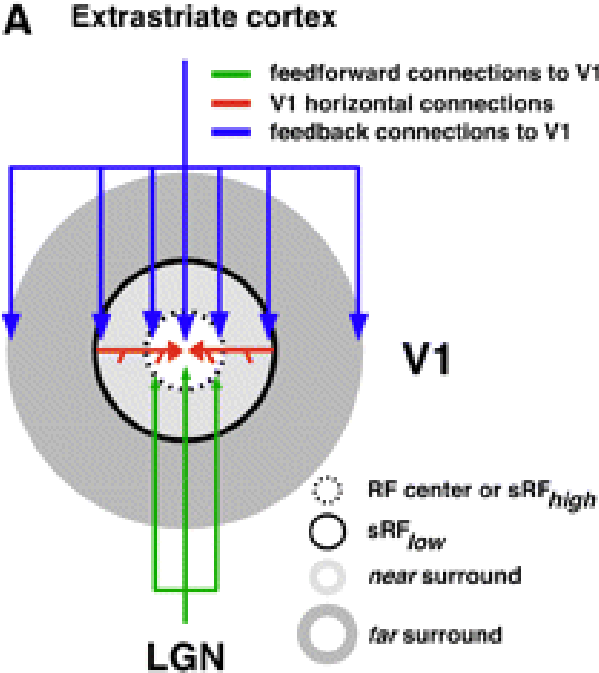 A Extrastriate cortex
feedforward connections to V1
V1 horizontal connections
feedback connections to V1
V1
RF center or sRFhigh
sRFlow
near surround
far surround
LGN